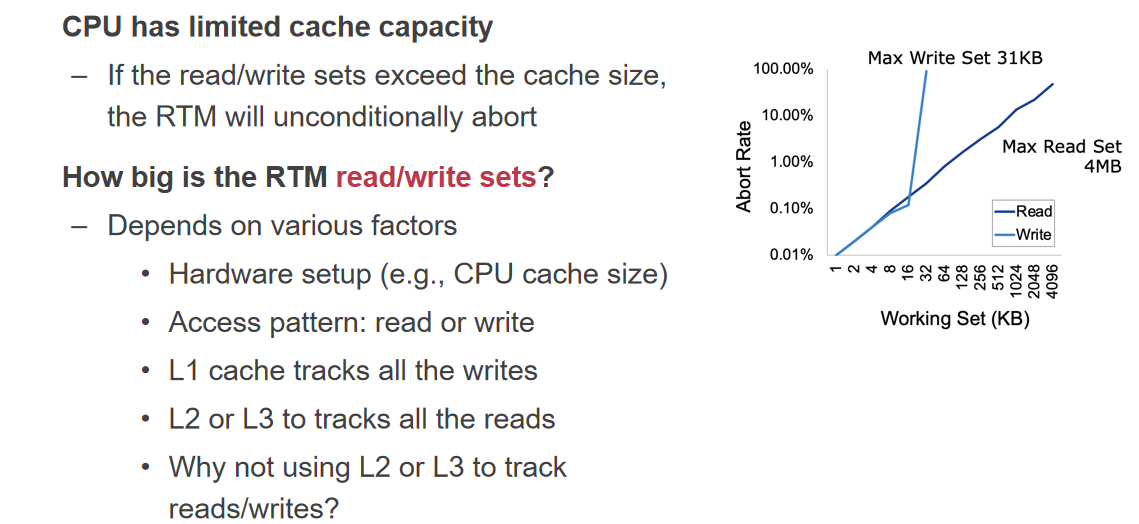 CPU has limited cache capacity
– If the read/write sets exceed the cache size,
the RTM will unconditionally abort
How big is the RTM read/write sets?
– Depends on various factors
• Hardware setup (e.g., CPU cache size)
• Access pattern: read or write
• L1 cache tracks all the writes
• L2 or L3 to tracks all the reads
• Why not using L2 or L3 to track
reads/writes?
Max Write Set 31KB
100.00%
10.00%
1.00%
0.10%
0.01%
Abort Rate
Max Read Set
4MB
Read
Write
1 2 4 8 16 32 64 128 256 512 1024 2048 4096
Working Set (KB)